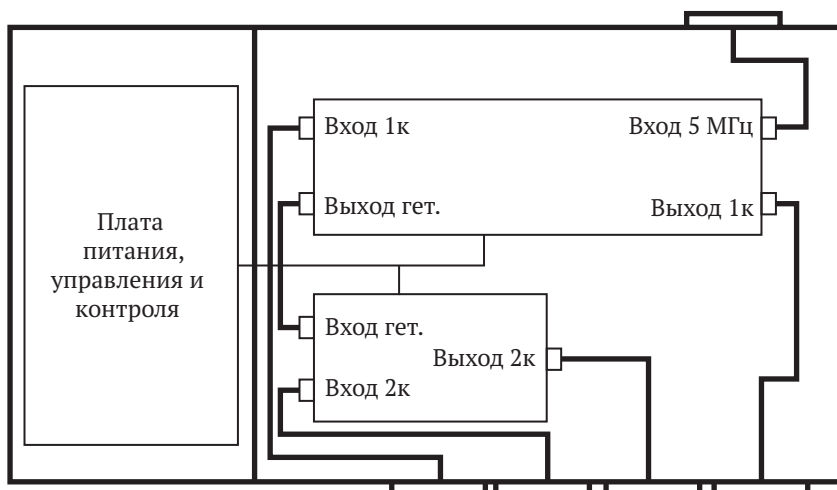 Вход 1к
Вход 5 МГц
Выход гет.
Выход 1к
Плата
питания,
управления и
контроля
Вход гет.
Выход 2к
Вход 2к